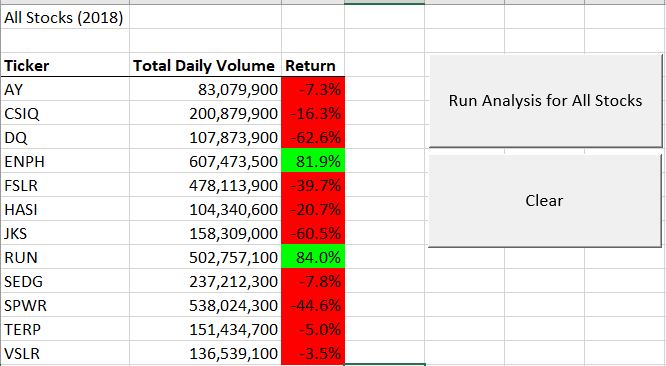 All Stocks (2018)
Ticker Total Daily Volume Return
AY 83,079,900 -7.3%
CSIQ 200,879,900 -16.3%
DQ 107,873,900 -62.6%
ENPH 607,473,500 81.9%
FSLR 478,113,900 -39.7%
HASI 104,340,600 -20.7%
JKS 158,309,000 -60.5%
RUN 502,757,100 84.0%
SEDG 237,212,300 -7.8%
SPWR 538,024,300 -44.6%
TERP 151,434,700 -5.0%
VSLR 136,539,100 -3.5%
Run Analysis for All Stocks
Clear